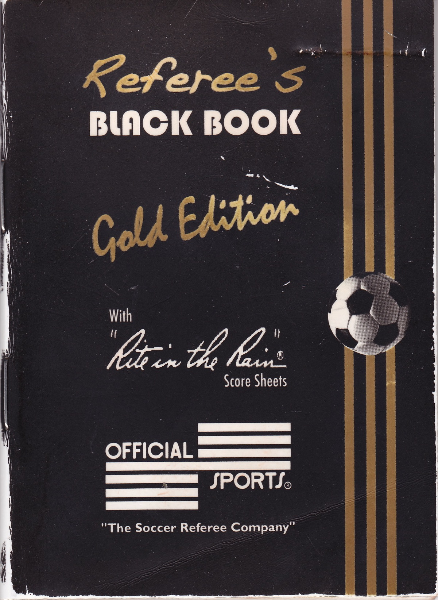 Referee's
BLACK BOOK
Gold Edition
With
"Rite in the Rain"®
Score Sheets
OFFICIAL
SPORTS®
"The Soccer Referee Company"